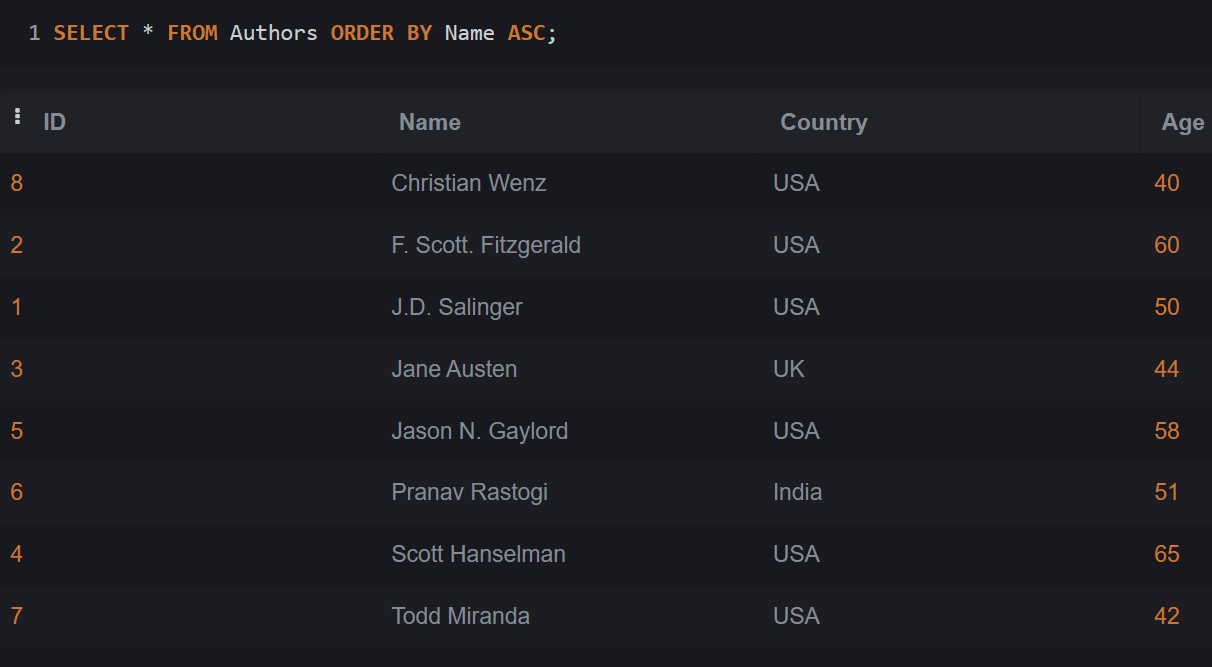 1 SELECT * FROM Authors ORDER BY Name ASC;
ID Name Country Age
8 Christian Wenz USA 40
2 F. Scott. Fitzgerald USA 60
1 J.D. Salinger USA 50
3 Jane Austen UK 44
5 Jason N. Gaylord USA 58
6 Pranav Rastogi India 51
4 Scott Hanselman USA 65
7 Todd Miranda USA 42